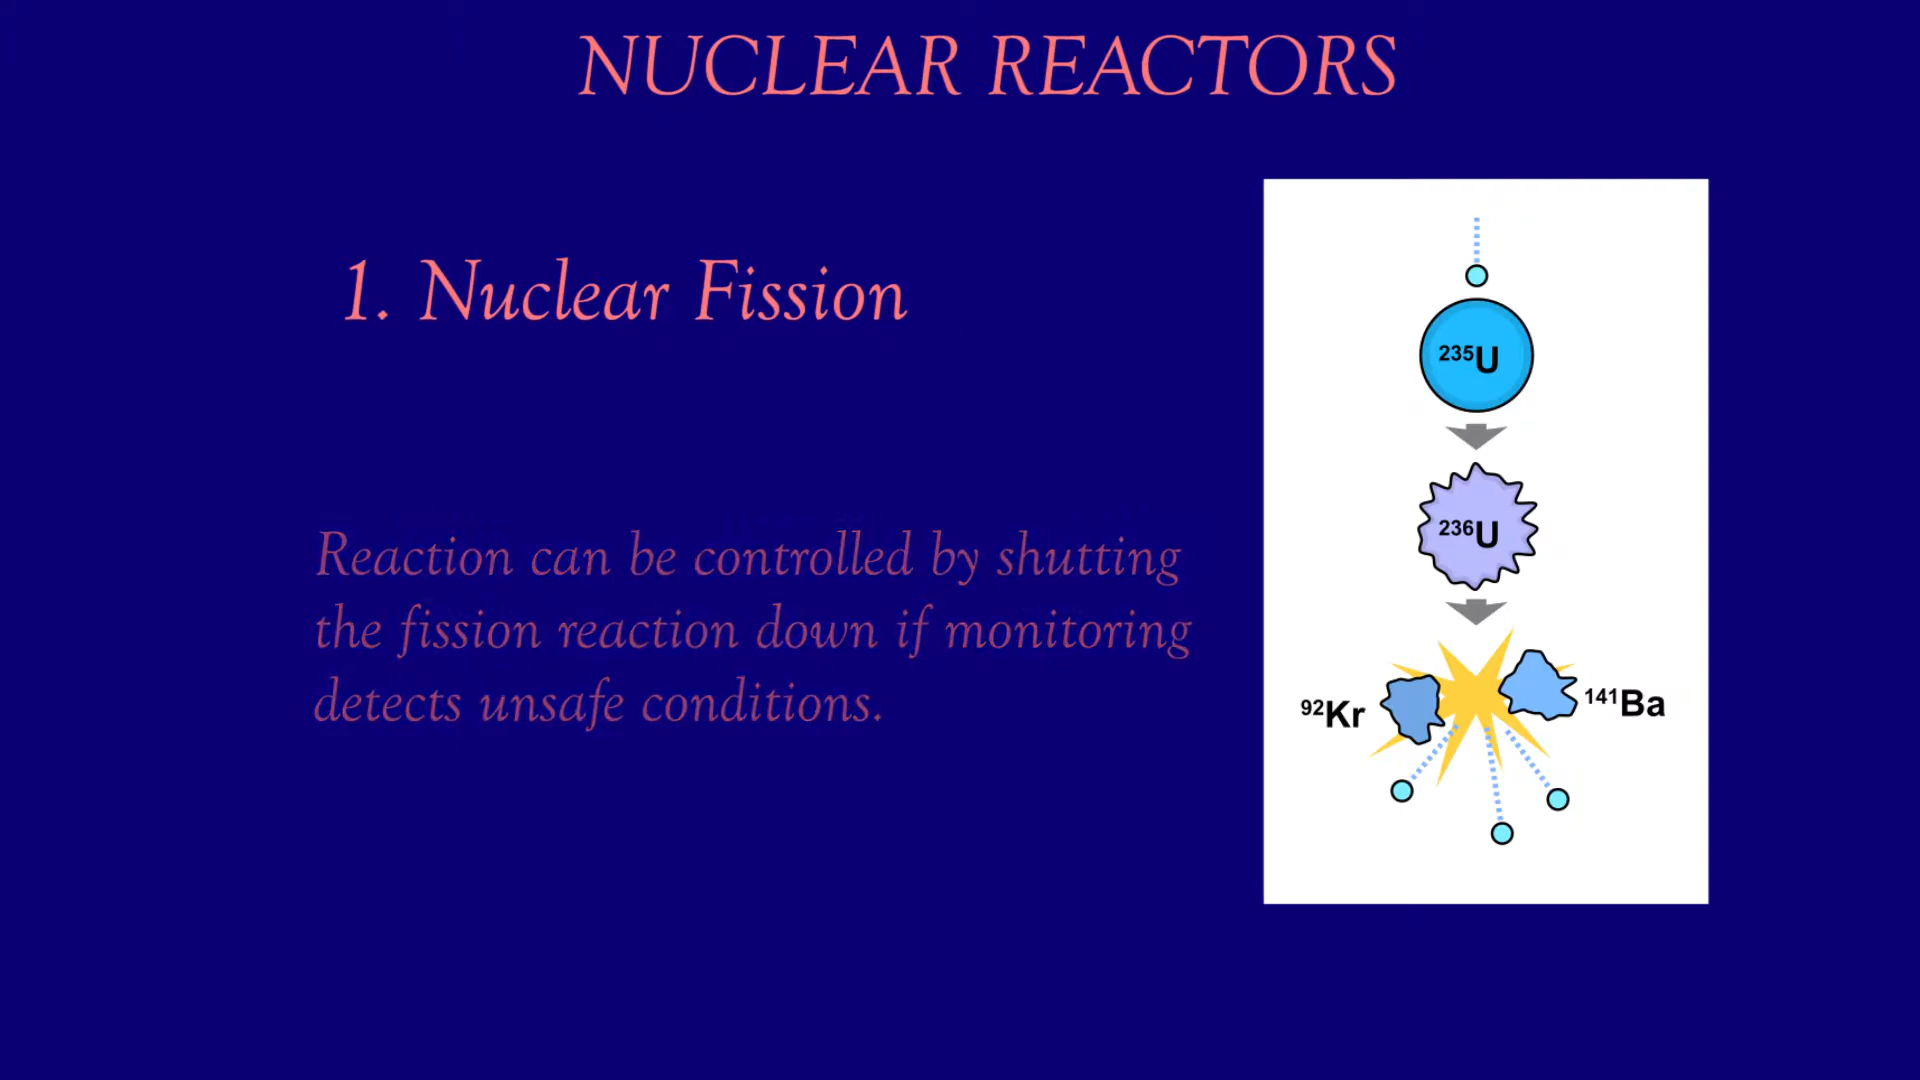 NUCLEAR REACTORS
1. Nuclear Fission
Reaction can be controlled by shutting
the fission reaction down if monitoring
detects unsafe conditions.
²³⁵U
²³⁶U
⁹²Kr
¹⁴¹Ba